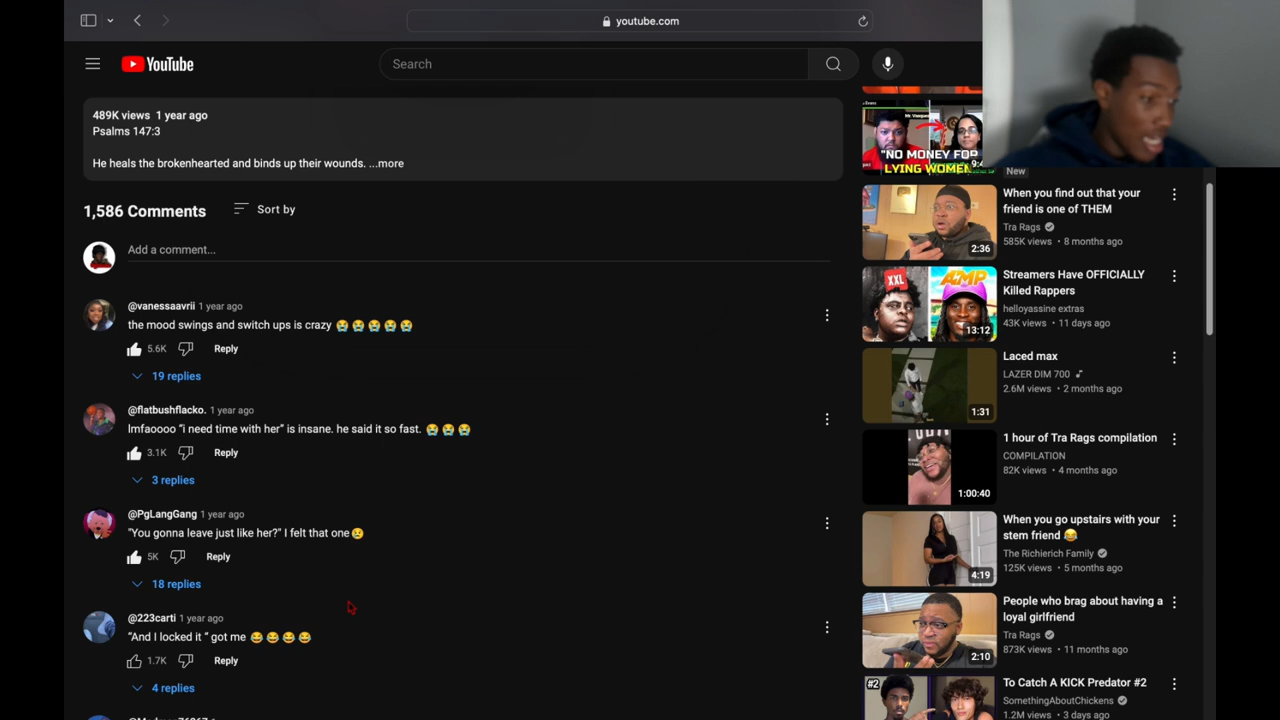 youtube.com
YouTube
Search
489K views 1 year ago
Psalms 147:3
He heals the brokenhearted and binds up their wounds. ...more
1,586 Comments
Sort by
Add a comment...
@vanessaavrii 1 year ago
the mood swings and switch ups is crazy 😭😭😭😭😭
5.6K
Reply
19 replies
@flatbushflacko. 1 year ago
lmfaoooo “i need time with her” is insane. he said it so fast. 😭😭😭
3.1K
Reply
3 replies
@PgLangGang 1 year ago
“You gonna leave just like her?” I felt that one😢
5K
Reply
18 replies
@223carti 1 year ago
“And I locked it “ got me 😂😂😂😂
1.7K
Reply
4 replies
"NO MONEY FOR
LYING WOMEN
9:4
New
When you find out that your
friend is one of THEM
Tra Rags
585K views • 8 months ago
2:36
Streamers Have OFFICIALLY
Killed Rappers
helloyassine extras
43K views • 11 days ago
XXL
AMP
13:12
Laced max
LAZER DIM 700
2.6M views • 2 months ago
1:31
1 hour of Tra Rags compilation
COMPILATION
82K views • 4 months ago
1:00:40
When you go upstairs with your
stem friend 😂
The Richierich Family
125K views • 5 months ago
4:19
People who brag about having a
loyal girlfriend
Tra Rags
873K views • 11 months ago
2:10
To Catch A KICK Predator #2
SomethingAboutChickens
1.2M views • 3 days ago
#2